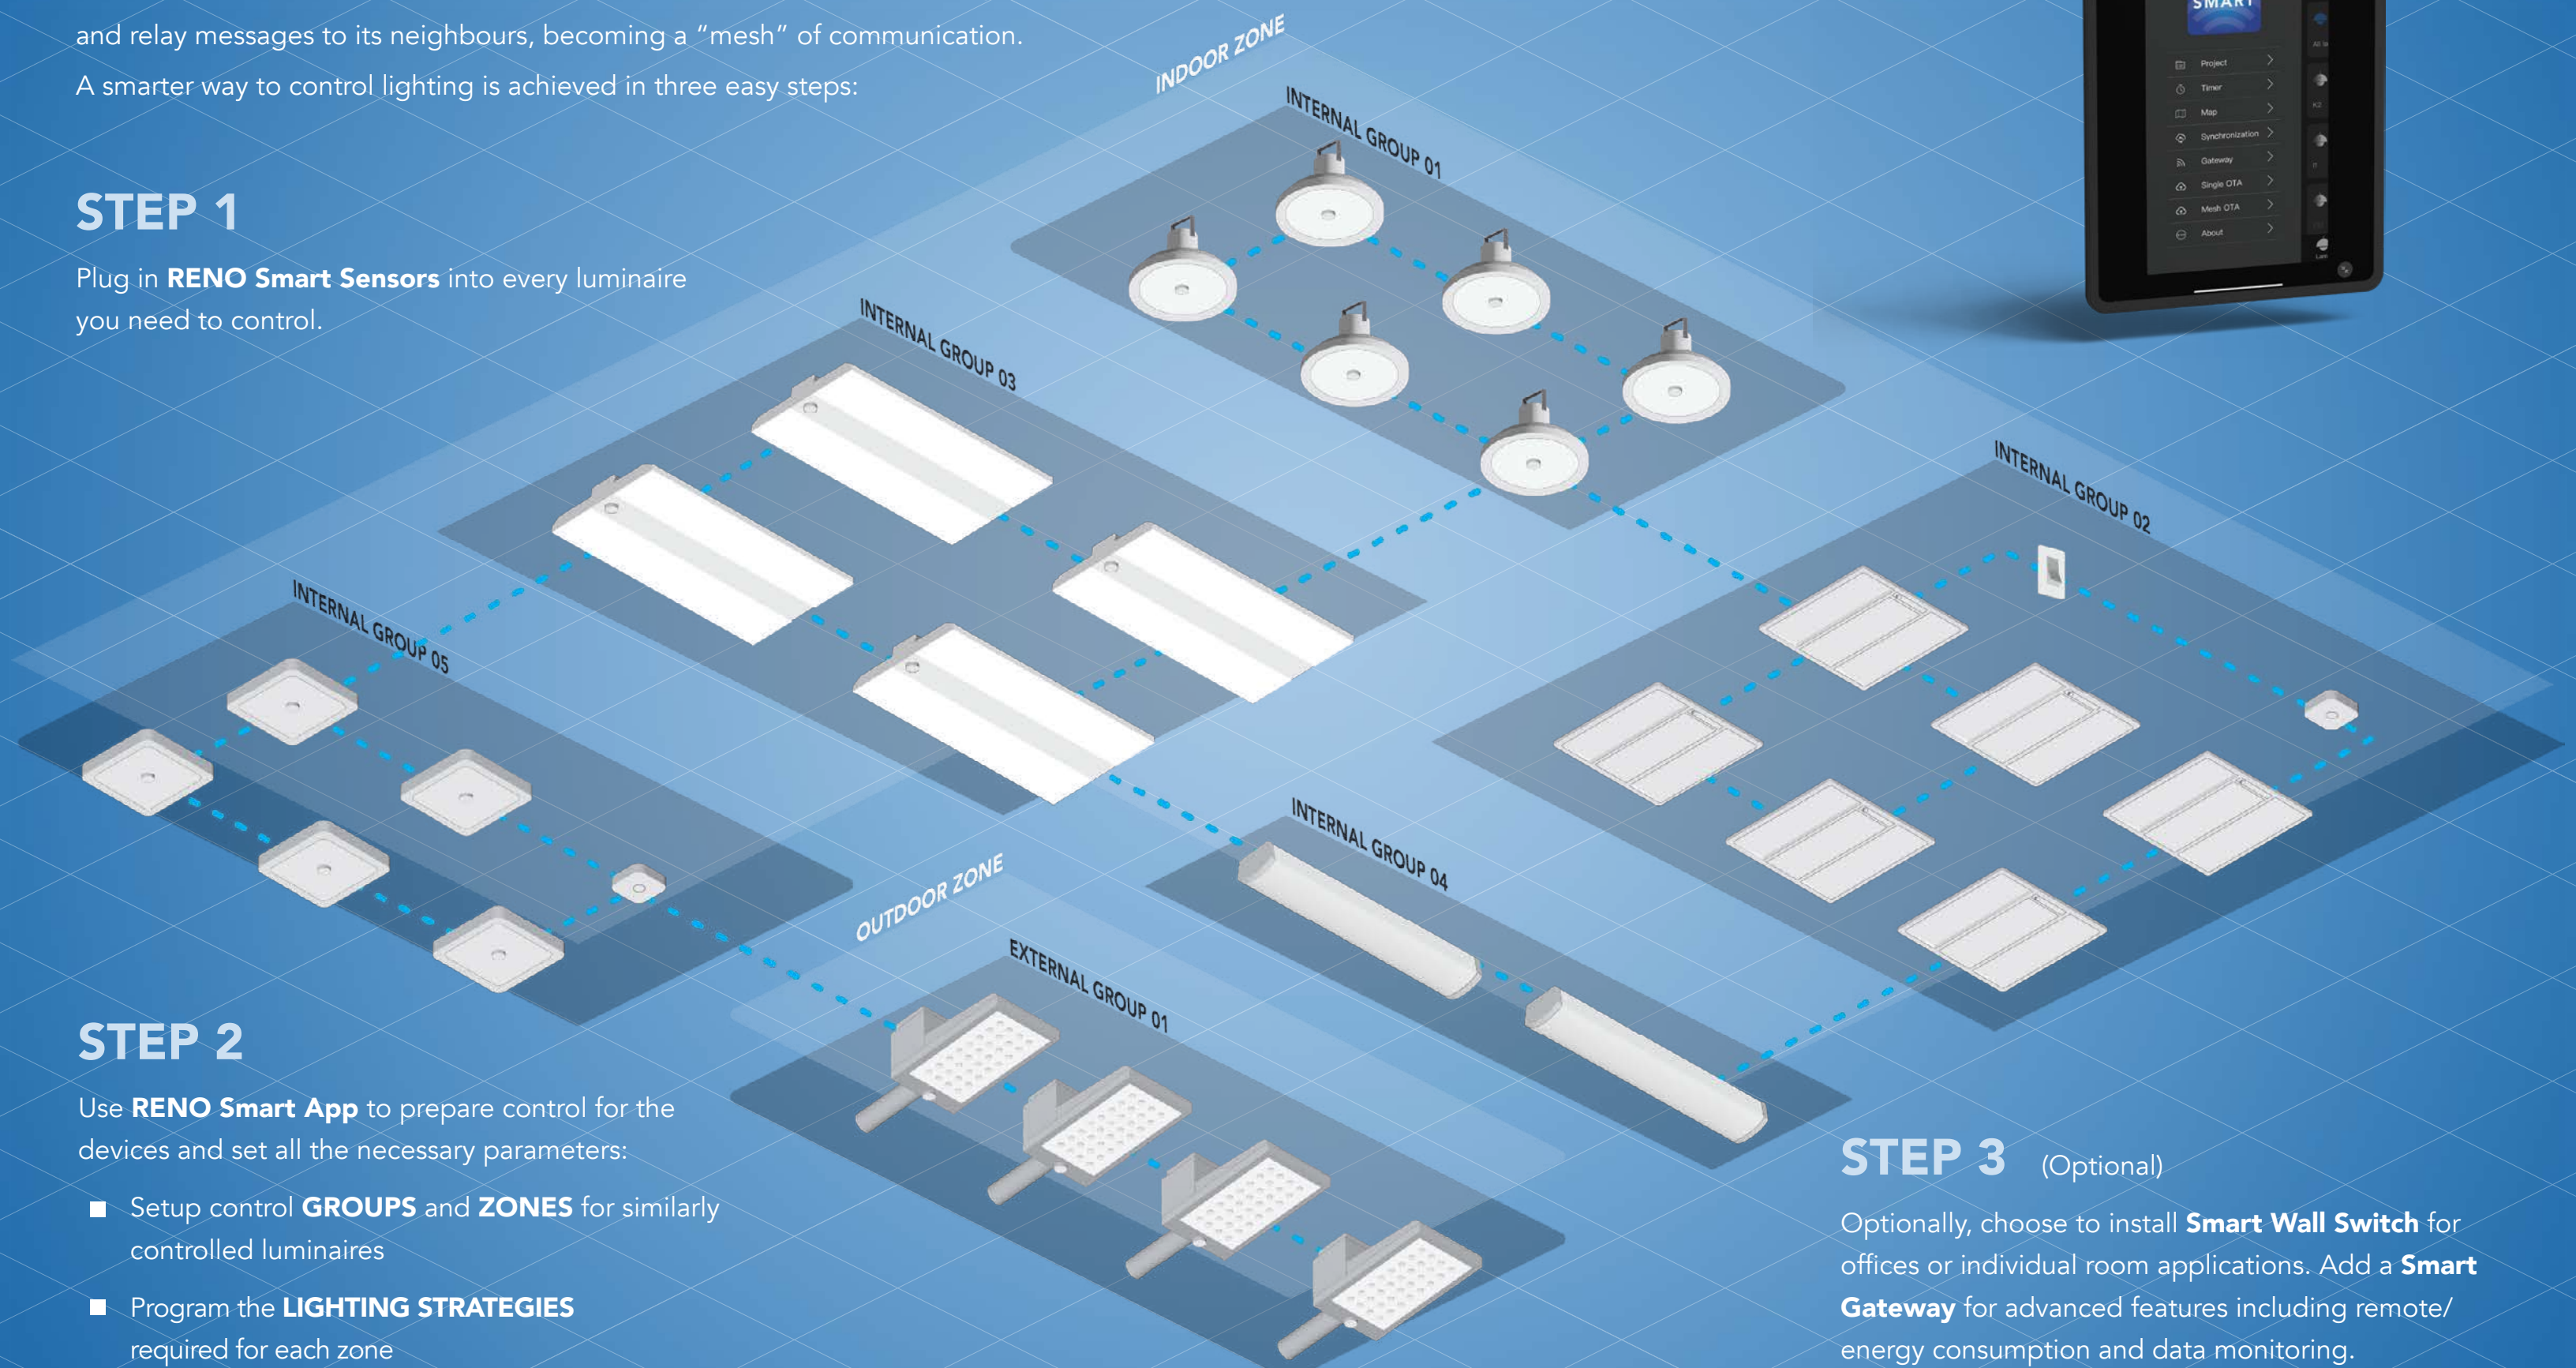 and relay messages to its neighbours, becoming a “mesh” of communication.
A smarter way to control lighting is achieved in three easy steps:
STEP 1
Plug in RENO Smart Sensors into every luminaire
you need to control.
INDOOR ZONE
INTERNAL GROUP 01
INTERNAL GROUP 03
INTERNAL GROUP 02
INTERNAL GROUP 05
INTERNAL GROUP 04
OUTDOOR ZONE
EXTERNAL GROUP 01
SMART
Project
Timer
Map
Synchronization
Gateway
Single OTA
Mesh OTA
About
K2
STEP 2
Use RENO Smart App to prepare control for the
devices and set all the necessary parameters:
■ Setup control GROUPS and ZONES for similarly
controlled luminaires
■ Program the LIGHTING STRATEGIES
required for each zone
STEP 3 (Optional)
Optionally, choose to install Smart Wall Switch for
offices or individual room applications. Add a Smart
Gateway for advanced features including remote/
energy consumption and data monitoring.